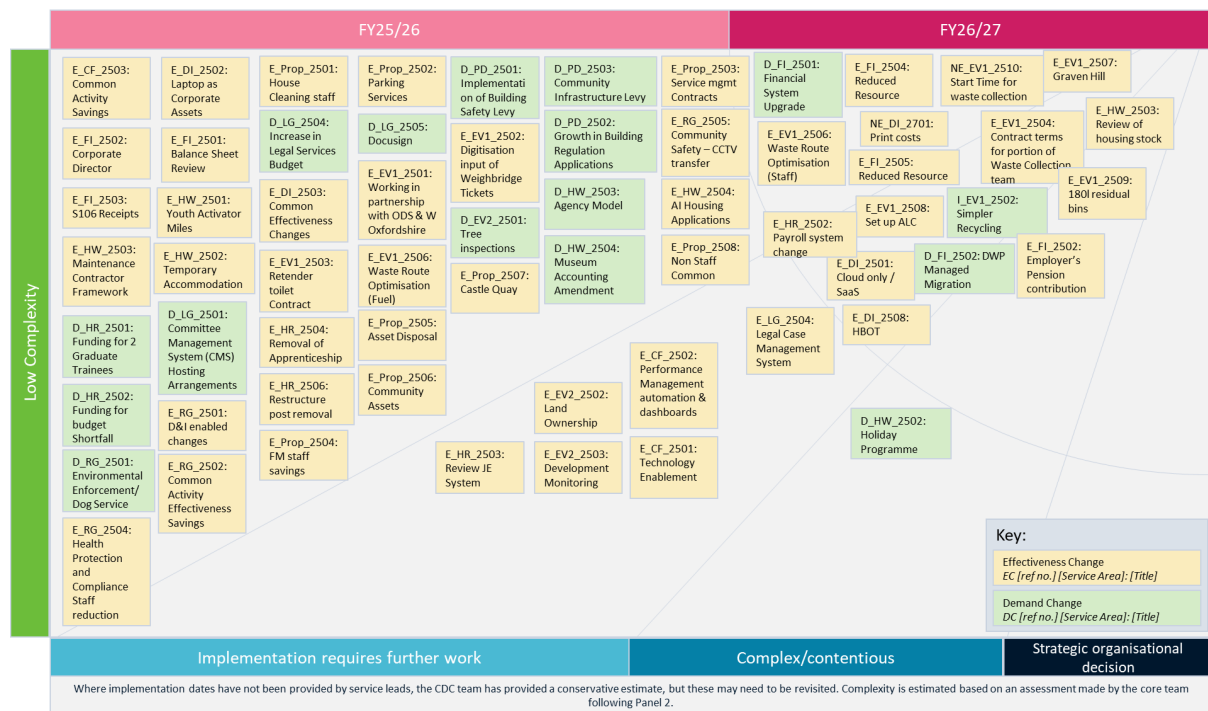 FY25/26
FY26/27
Low Complexity
E_CF_2503:
Common
Activity
Savings
E_FI_2502:
Corporate
Director
E_FI_2503:
S106 Receipts
E_HW_2503:
Maintenance
Contractor
Framework
D_HR_2501:
Funding for 2
Graduate
Trainees
D_HR_2502:
Funding for
budget
Shortfall
D_RG_2501:
Environmental
Enforcement/
Dog Service
E_RG_2504:
Health
Protection
and
Compliance
Staff
reduction
E_DI_2502:
Laptop as
Corporate
Assets
E_FI_2501:
Balance Sheet
Review
E_HW_2501:
Youth Activator
Miles
E_HW_2502:
Temporary
Accommodation
D_LG_2501:
Committee
Management
System (CMS)
Hosting
Arrangements
E_RG_2501:
D&I enabled
changes
E_RG_2502:
Common
Activity
Effectiveness
Savings
E_Prop_2501:
House
Cleaning staff
D_LG_2504:
Increase in
Legal Services
Budget
E_DI_2503:
Common
Effectiveness
Changes
E_EV1_2503:
Retender
toilet
Contract
E_HR_2504:
Removal of
Apprenticeship
E_HR_2506:
Restructure
post removal
E_Prop_2504:
FM staff
savings
E_Prop_2502:
Parking
Services
D_LG_2505:
Docusign
E_EV1_2501:
Working in
partnership
with ODS & W
Oxfordshire
E_EV1_2506:
Waste Route
Optimisation
(Fuel)
E_Prop_2505:
Asset Disposal
E_Prop_2506:
Community
Assets
D_PD_2501:
Implementati
on of Building
Safety Levy
E_EV1_2502:
Digitisation
input of
Weighbridge
Tickets
D_EV2_2501:
Tree
inspections
E_Prop_2507:
Castle Quay
E_HR_2503:
Review JE
System
D_PD_2503:
Community
Infrastructure Levy
D_PD_2502:
Growth in Building
Regulation
Applications
D_HW_2503:
Agency Model
D_HW_2504:
Museum
Accounting
Amendment
E_EV2_2502:
Land
Ownership
E_EV2_2503:
Development
Monitoring
E_Prop_2503:
Service mgmt
Contracts
E_RG_2505:
Community
Safety – CCTV
transfer
E_HW_2504:
AI Housing
Applications
E_Prop_2508:
Non Staff
Common
E_CF_2502:
Performance
Management
automation &
dashboards
E_CF_2501:
Technology
Enablement
D_FI_2501:
Financial
System
Upgrade
E_EV1_2506:
Waste Route
Optimisation
(Staff)
E_HR_2502:
Payroll system
change
E_LG_2504:
Legal Case
Management
System
E_FI_2504:
Reduced
Resource
NE_DI_2701:
Print costs
E_FI_2505:
Reduced Resource
E_EV1_2508:
Set up ALC
E_DI_2501:
Cloud only /
SaaS
E_DI_2508:
HBOT
D_HW_2502:
Holiday
Programme
NE_EV1_2510:
Start Time for
waste collection
E_EV1_2504:
Contract terms
for portion of
Waste Collection
team
I_EV1_2502:
Simpler
Recycling
D_FI_2502: DWP
Managed
Migration
E_EV1_2507:
Graven Hill
E_HW_2503:
Review of
housing stock
E_EV1_2509:
180l residual
bins
E_FI_2502:
Employer's
Pension
contribution
Key:
Effectiveness Change
EC [ref no.] [Service Area]: [Title]
Demand Change
DC [ref no.] [Service Area]: [Title]
Implementation requires further work
Complex/contentious
Strategic organisational
decision
Where implementation dates have not been provided by service leads, the CDC team has provided a conservative estimate, but these may need to be revisited. Complexity is estimated based on an assessment made by the core team
following Panel 2.